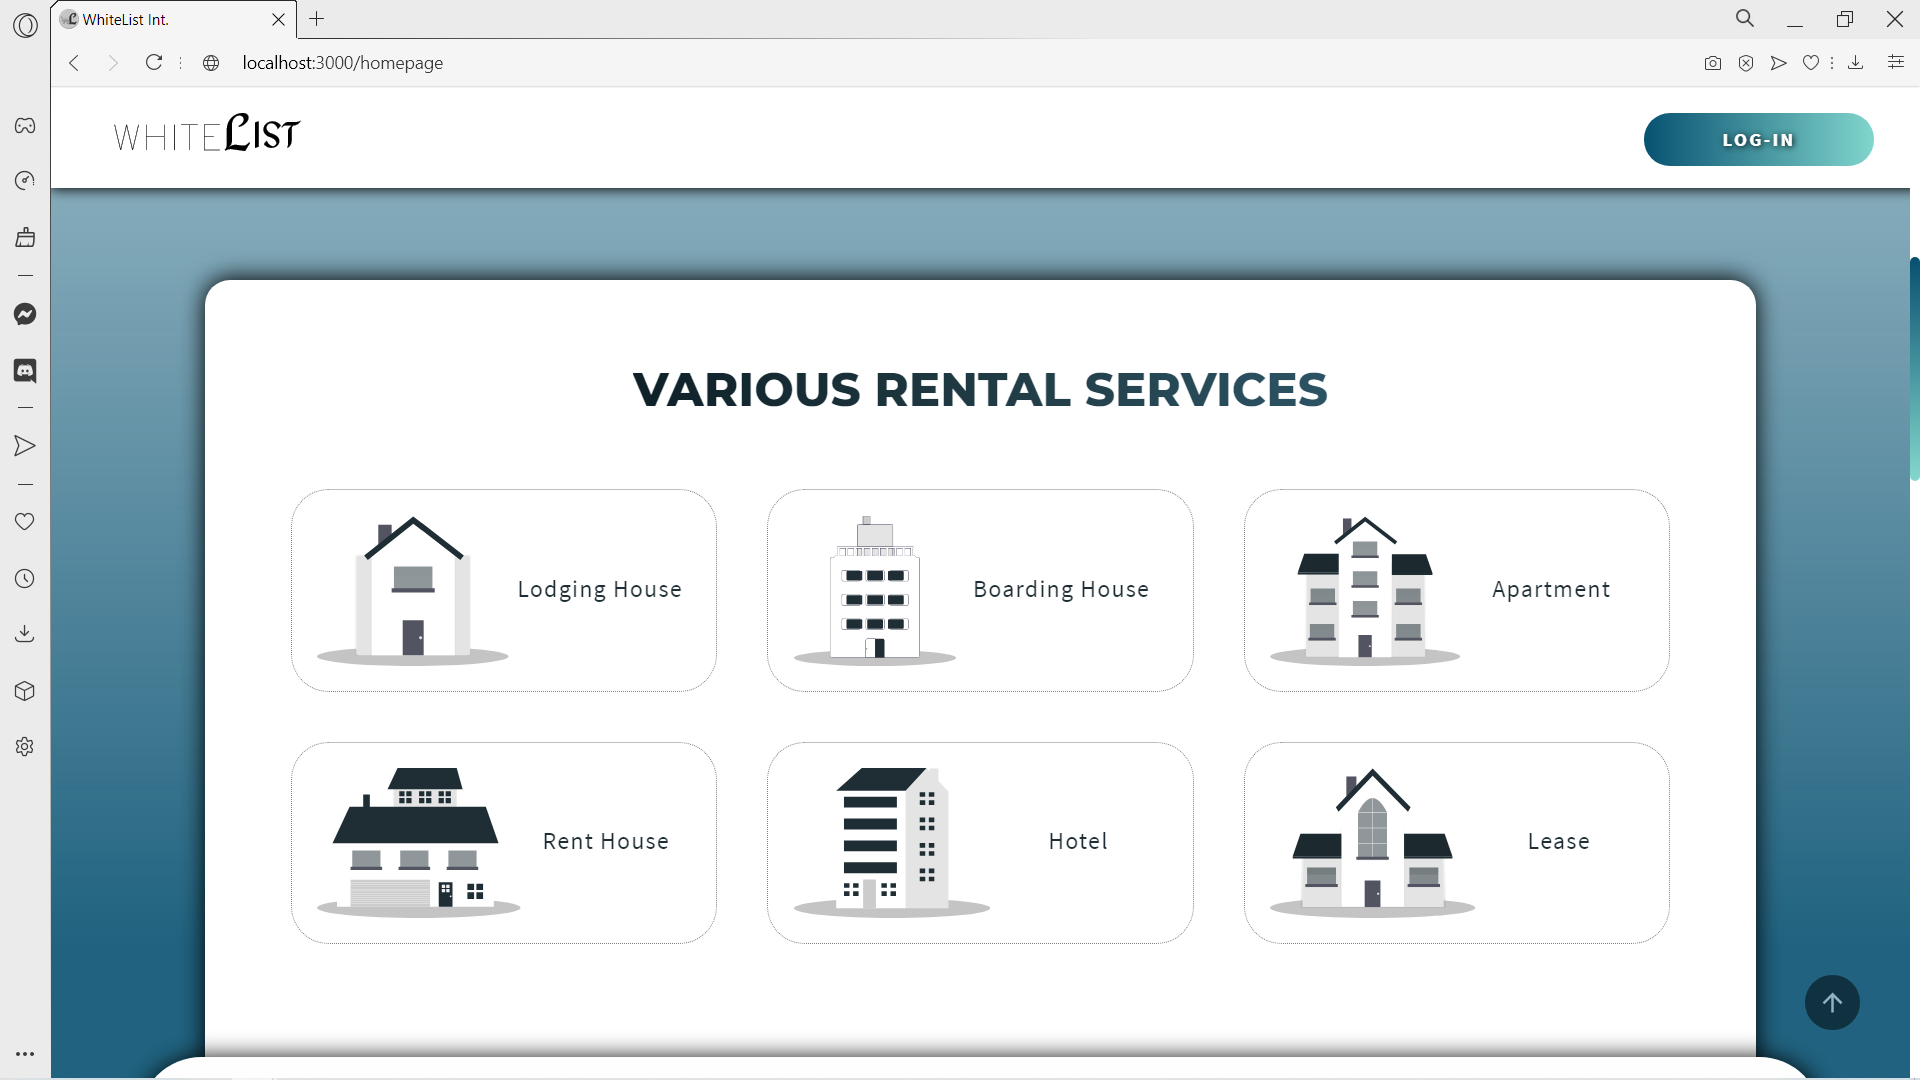 WhiteList Int.
localhost:3000/homepage
WHITELIST
LOG-IN
VARIOUS RENTAL SERVICES
Lodging House
Boarding House
Apartment
Rent House
Hotel
Lease